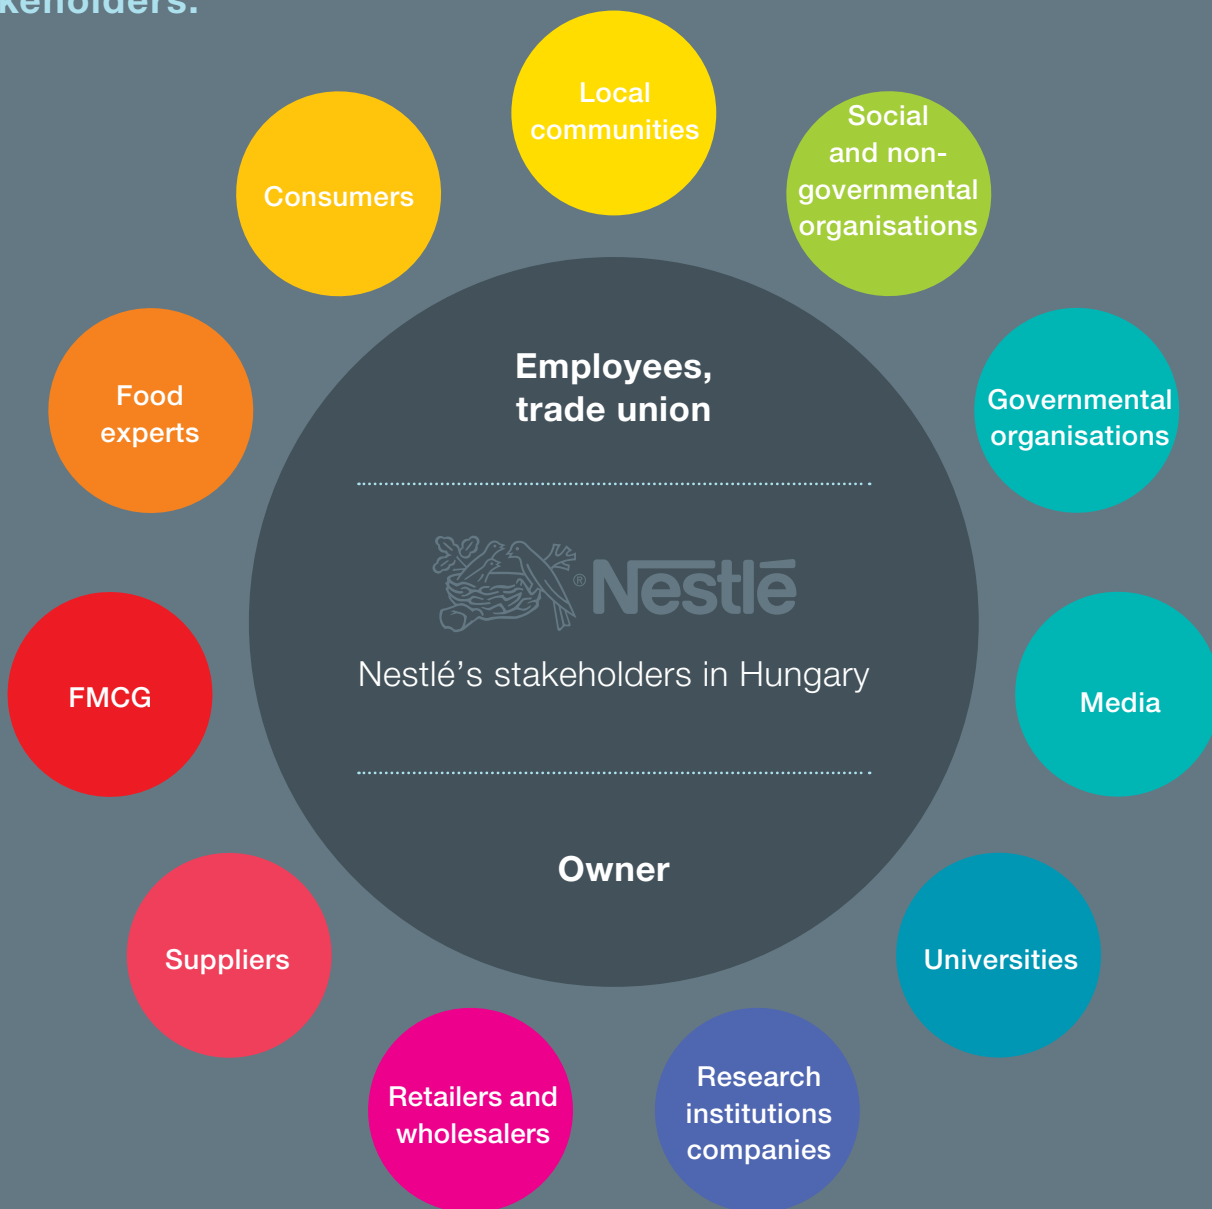 keholders.
Local
communities
Social
and non-
governmental
organisations
Consumers
Employees,
trade union
Food
experts
Governmental
organisations
® Nestlé
Nestlé’s stakeholders in Hungary
FMCG
Media
Owner
Suppliers
Universities
Retailers and
wholesalers
Research
institutions
companies